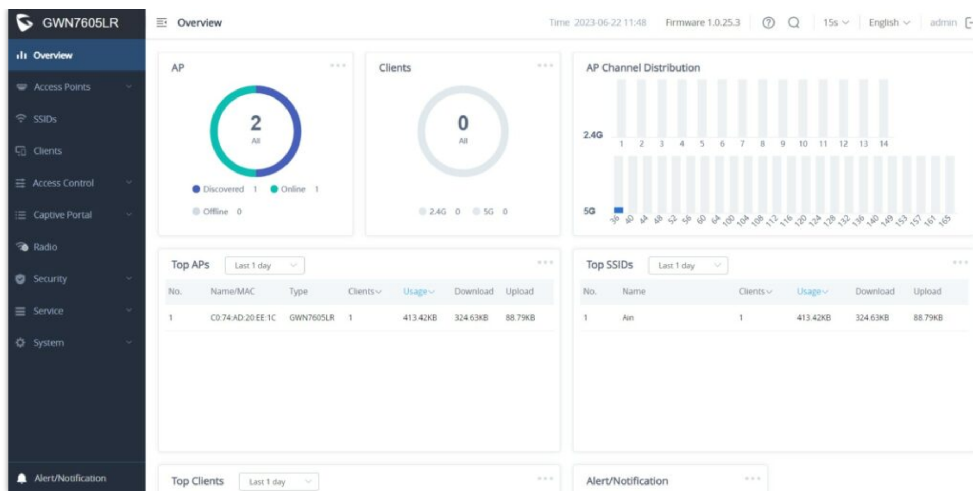 GWN7605LR
Overview
Time 2023-06-22 11:48 Firmware 1.0.25.3 15s English admin
Overview
Access Points
SSIDs
Clients
Access Control
Captive Portal
Radio
Security
Service
System
Alert/Notification
AP
2
All
Discovered 1 Online 1
Offline 0
Clients
0
All
2.4G 0 5G 0
AP Channel Distribution
2.4G
1 2 3 4 5 6 7 8 9 10 11 12 13 14
5G
36 40 44 48 52 56 60 64 100 104 108 112 116 120 124 128 132 136 140 149 153 157 161 165
Top APs Last 1 day
No. Name/MAC Type Clients Usage Download Upload
1 C0:74:AD:20:EE:1C GWN7605LR 1 413.42KB 324.63KB 88.79KB
Top SSIDs Last 1 day
No. Name Clients Usage Download Upload
1 1 413.42KB 324.63KB 88.79KB
Top Clients Last 1 day
Alert/Notification